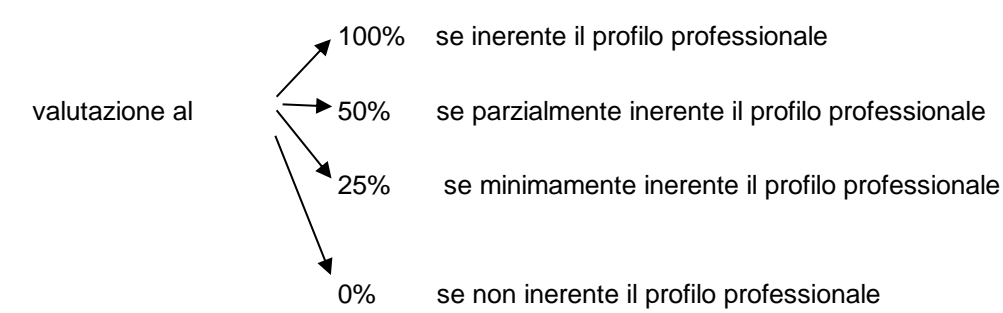 100% se inerente il profilo professionale
valutazione al 50% se parzialmente inerente il profilo professionale
25% se minimamente inerente il profilo professionale
0% se non inerente il profilo professionale